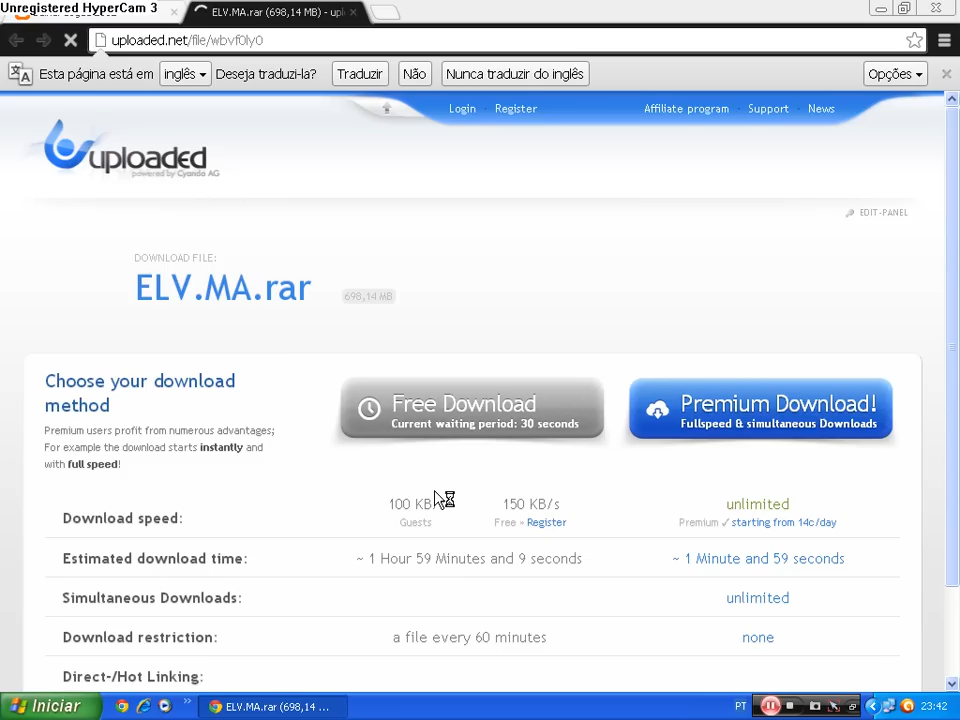 Unregistered HyperCam 3
ELV.MA.rar (698,14 MB) - upl
uploaded.net/file/wbvf0ly0
Esta página está em inglês Deseja traduzi-la? Traduzir Não Nunca traduzir do inglês Opções
Login Register Affiliate program Support News
uploaded
powered by Cyando AG
EDIT-PANEL
DOWNLOAD FILE:
ELV.MA.rar 698,14 MB
Choose your download
method
Premium users profit from numerous advantages;
For example the download starts instantly and
with full speed!
Free Download
Current waiting period: 30 seconds
Premium Download!
Fullspeed & simultaneous Downloads
Download speed: 100 KB 150 KB/s unlimited
Guests Free » Register Premium ✓ starting from 14c/day
Estimated download time: ~ 1 Hour 59 Minutes and 9 seconds ~ 1 Minute and 59 seconds
Simultaneous Downloads: unlimited
Download restriction: a file every 60 minutes none
Direct-/Hot Linking:
Iniciar ELV.MA.rar (698,14 ... PT 23:42